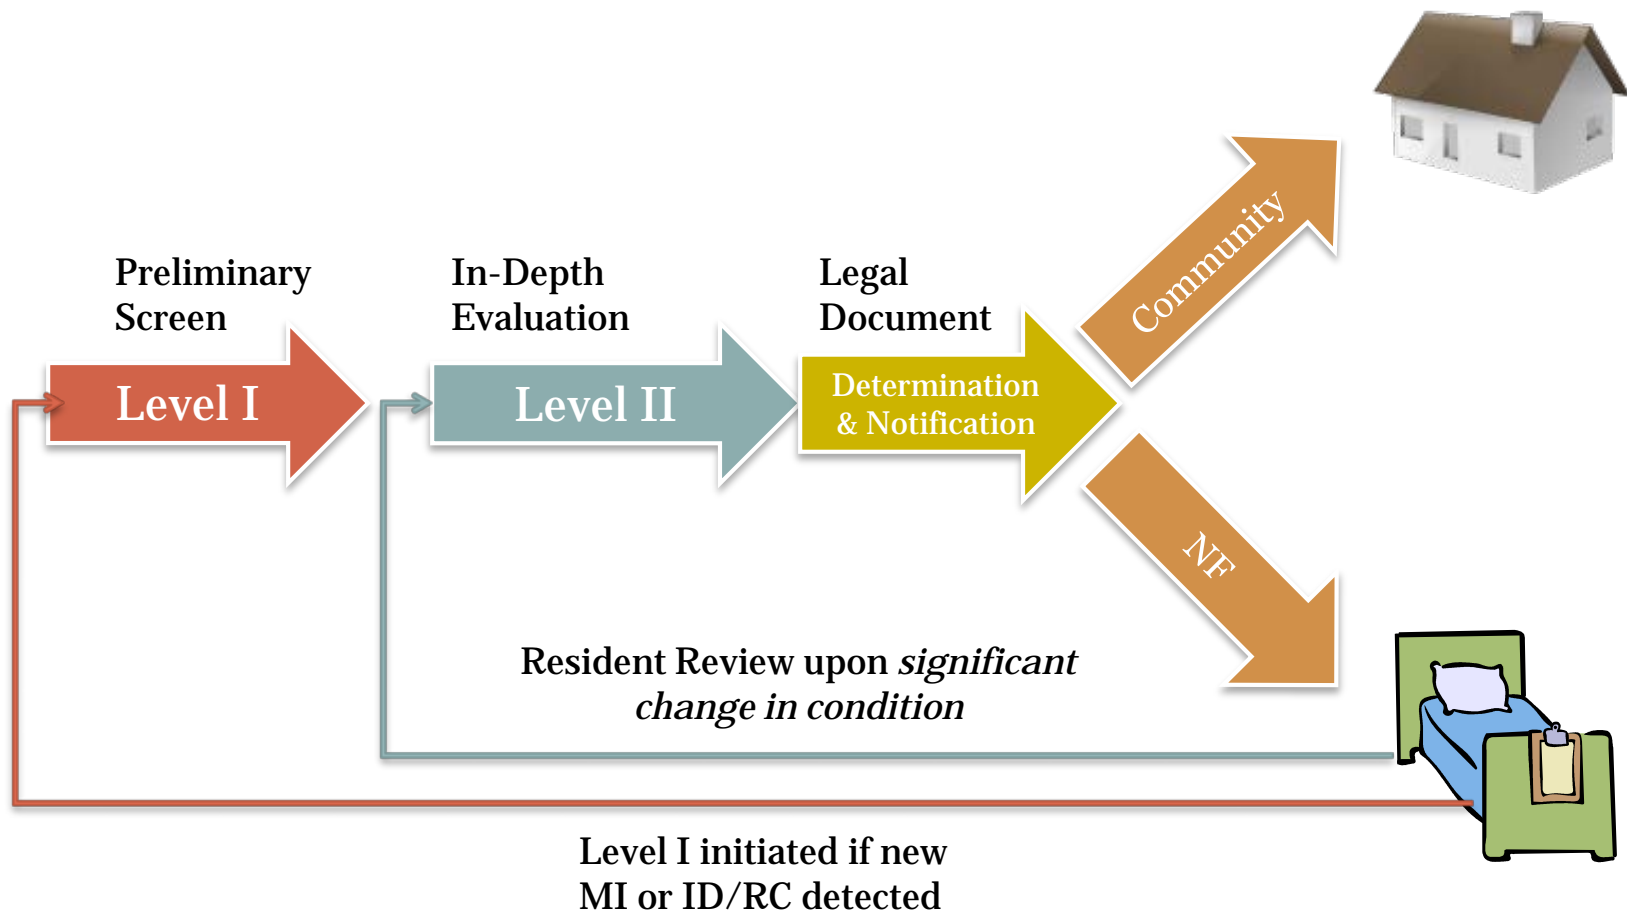 Preliminary
Screen
Level I
In-Depth
Evaluation
Level II
Legal
Document
Determination
& Notification
Community
NF
Resident Review upon significant
change in condition
Level I initiated if new
MI or ID/RC detected